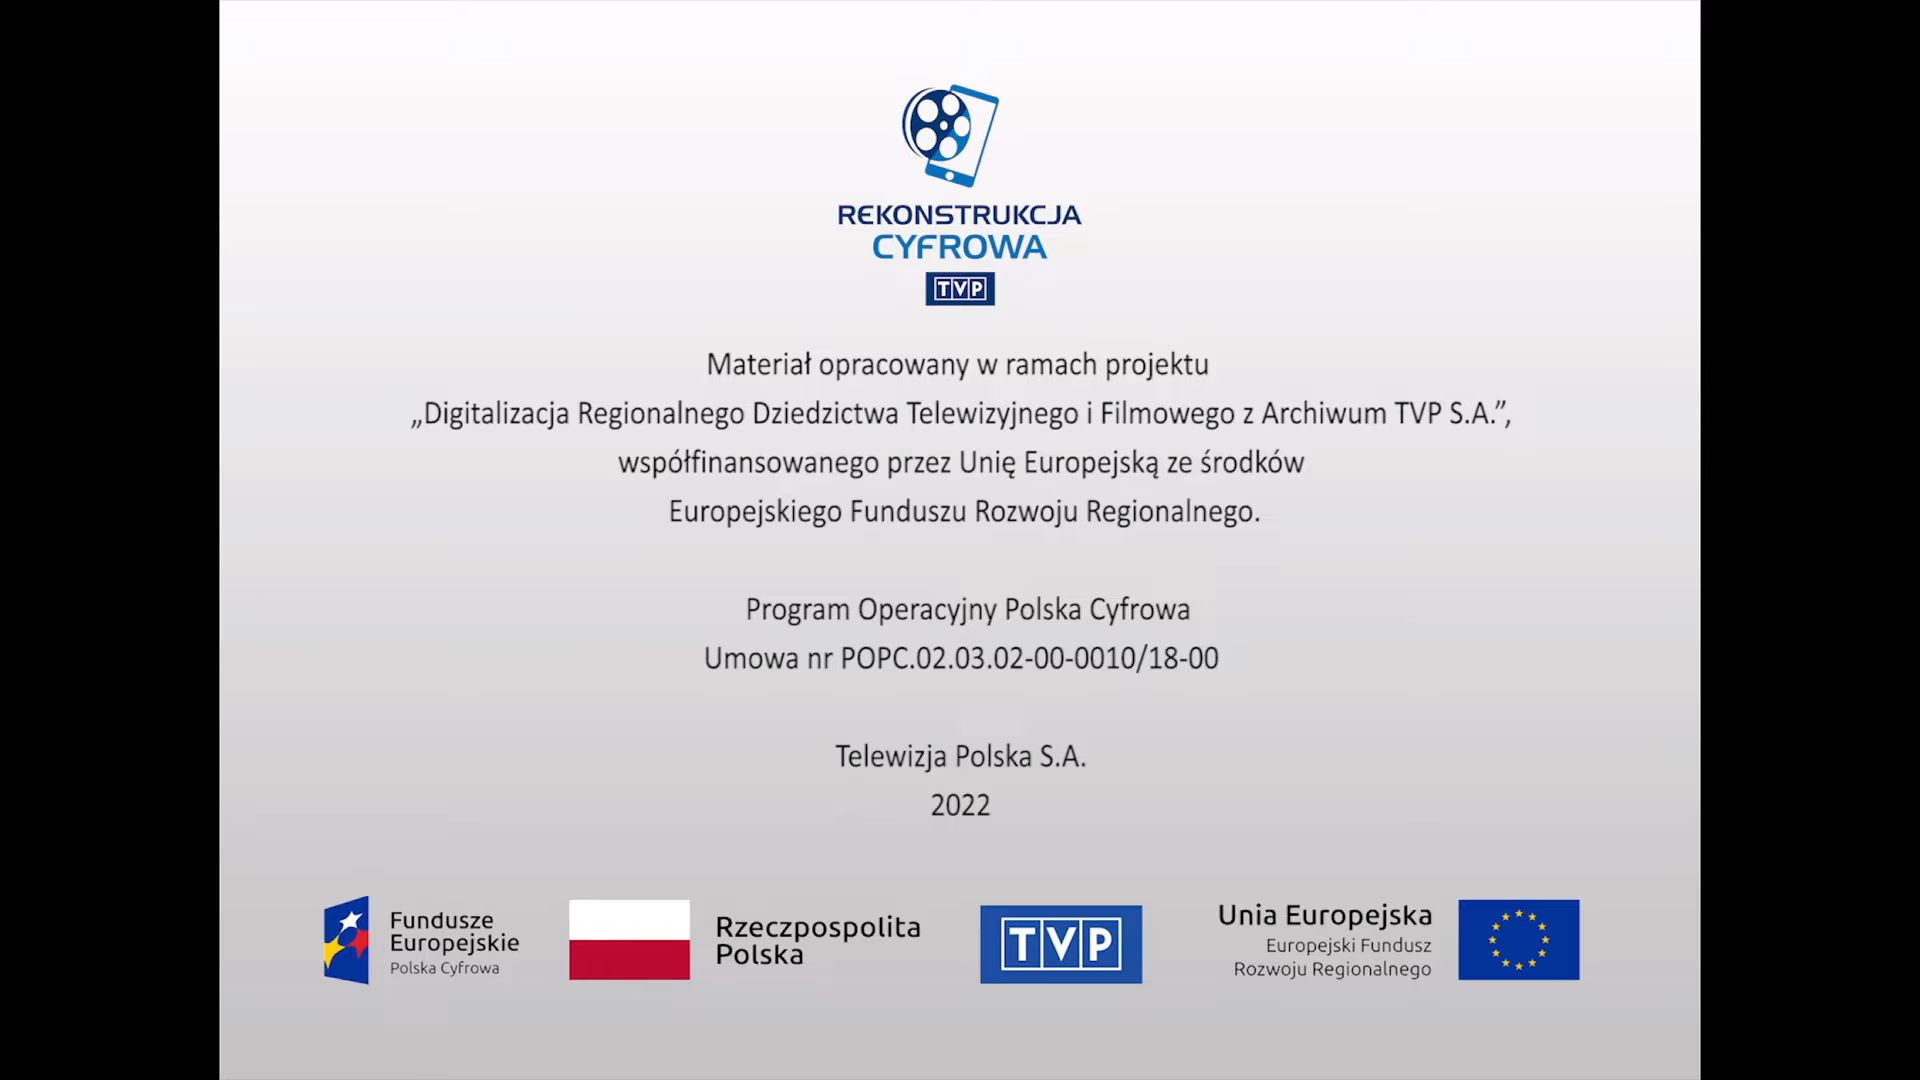 REKONSTRUKCJA
CYFROWA
TVP
Materiał opracowany w ramach projektu
„Digitalizacja Regionalnego Dziedzictwa Telewizyjnego i Filmowego z Archiwum TVP S.A.”,
współfinansowanego przez Unię Europejską ze środków
Europejskiego Funduszu Rozwoju Regionalnego.
Program Operacyjny Polska Cyfrowa
Umowa nr POPC.02.03.02-00-0010/18-00
Telewizja Polska S.A.
2022
Fundusze
Europejskie
Polska Cyfrowa
Rzeczpospolita
Polska
TVP
Unia Europejska
Europejski Fundusz
Rozwoju Regionalnego